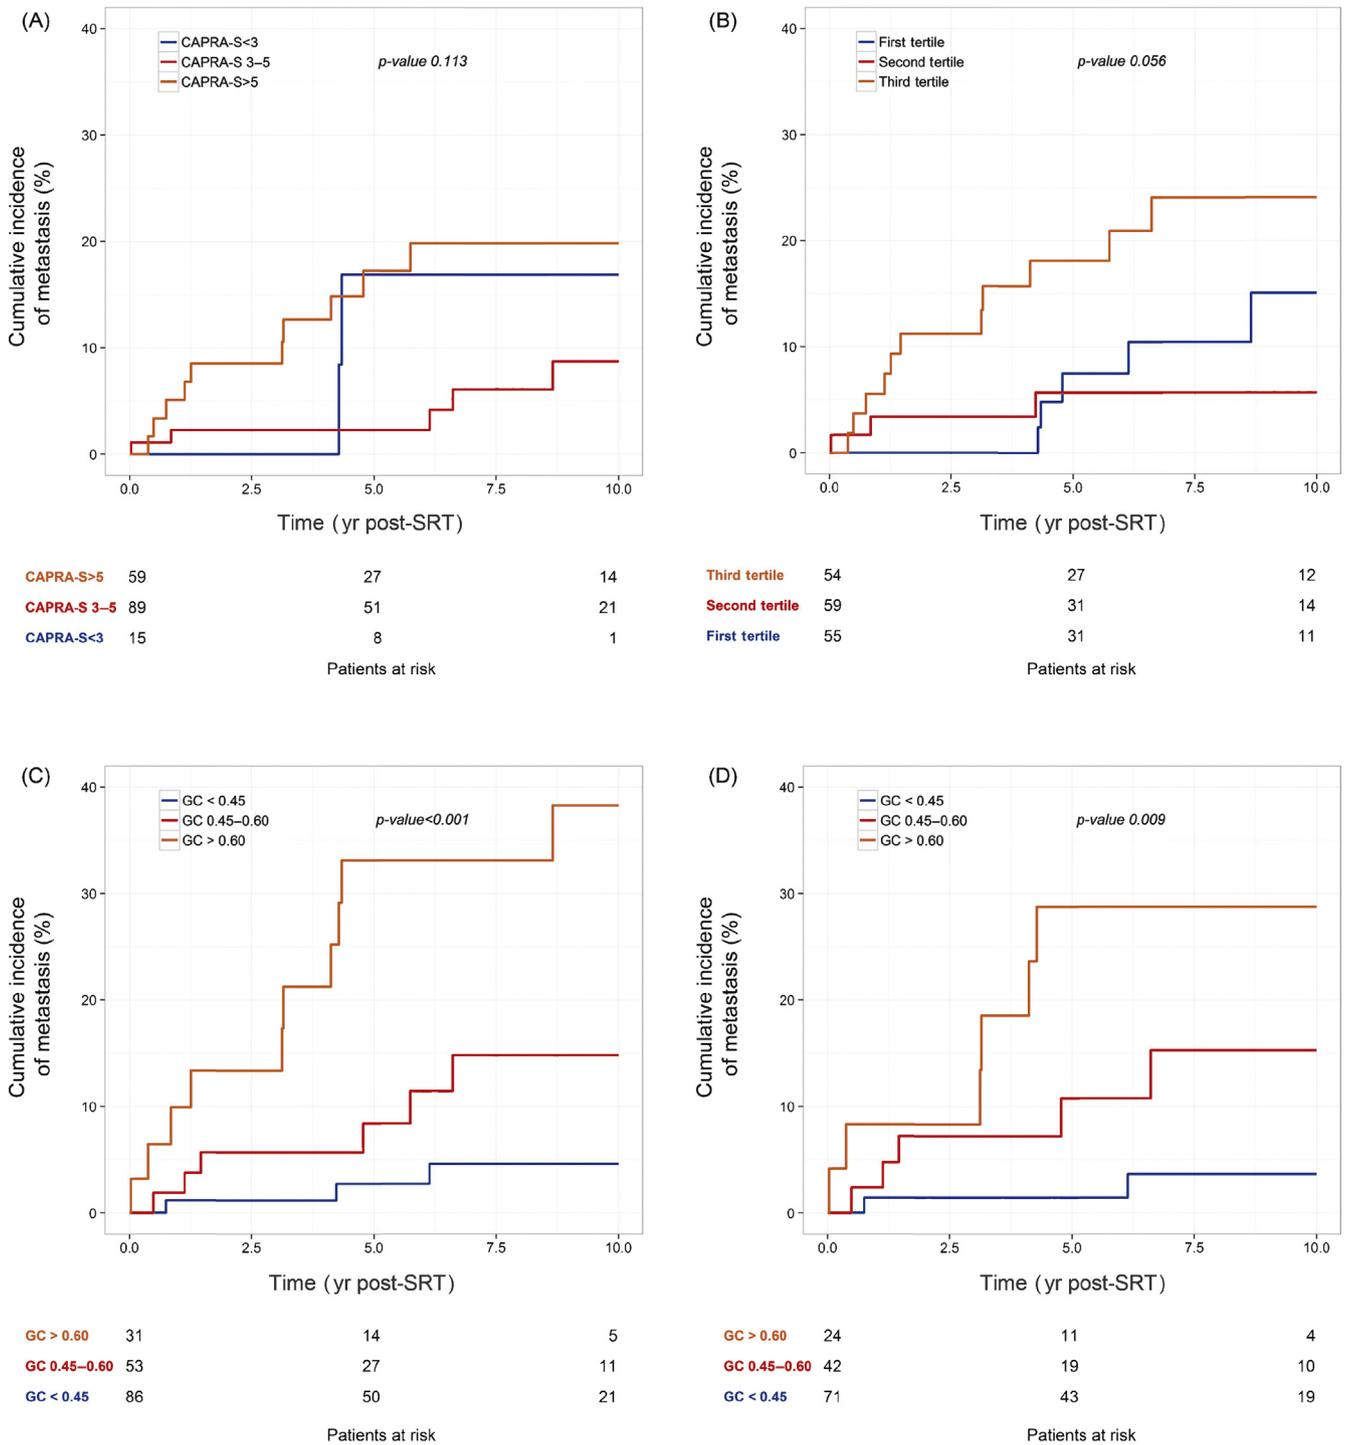 (A)
CAPRA-S<3
CAPRA-S 3–5
CAPRA-S>5
p-value 0.113
Cumulative incidence
of metastasis (%)
40
30
20
10
0
0.0 2.5 5.0 7.5 10.0
Time (yr post-SRT)
CAPRA-S>5 59 27 14
CAPRA-S 3–5 89 51 21
CAPRA-S<3 15 8 1
Patients at risk
(B)
First tertile
Second tertile
Third tertile
p-value 0.056
Cumulative incidence
of metastasis (%)
40
30
20
10
0
0.0 2.5 5.0 7.5 10.0
Time (yr post-SRT)
Third tertile 54 27 12
Second tertile 59 31 14
First tertile 55 31 11
Patients at risk
(C)
GC < 0.45
GC 0.45–0.60
GC > 0.60
p-value<0.001
Cumulative incidence
of metastasis (%)
40
30
20
10
0
0.0 2.5 5.0 7.5 10.0
Time (yr post-SRT)
GC > 0.60 31 14 5
GC 0.45–0.60 53 27 11
GC < 0.45 86 50 21
Patients at risk
(D)
GC < 0.45
GC 0.45–0.60
GC > 0.60
p-value 0.009
Cumulative incidence
of metastasis (%)
40
30
20
10
0
0.0 2.5 5.0 7.5 10.0
Time (yr post-SRT)
GC > 0.60 24 11 4
GC 0.45–0.60 42 19 10
GC < 0.45 71 43 19
Patients at risk